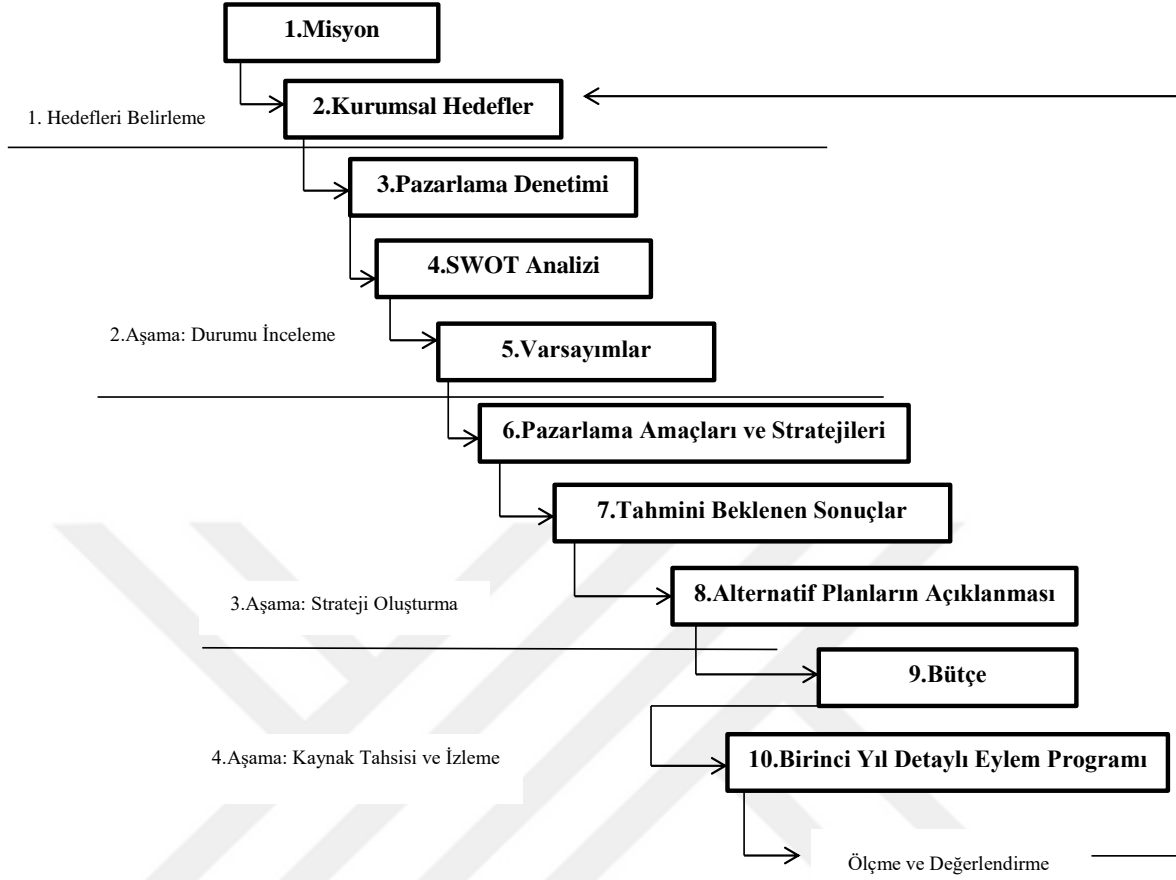 1.Misyon
2.Kurumsal Hedefler
1. Hedefleri Belirleme
3.Pazarlama Denetimi
4.SWOT Analizi
2.Aşama: Durumu İnceleme
5.Varsayımlar
6.Pazarlama Amaçları ve Stratejileri
7.Tahmini Beklenen Sonuçlar
8.Alternatif Planların Açıklanması
3.Aşama: Strateji Oluşturma
9.Bütçe
4.Aşama: Kaynak Tahsisi ve İzleme
10.Birinci Yıl Detaylı Eylem Programı
Ölçme ve Değerlendirme